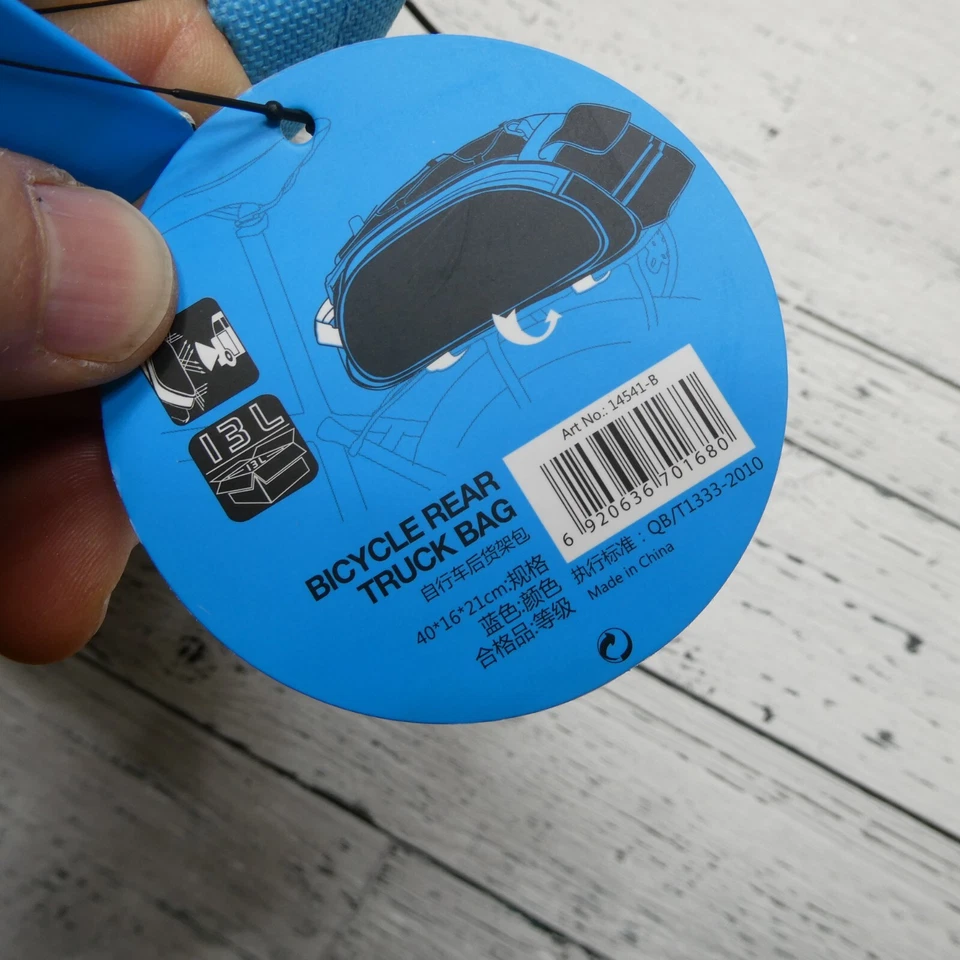 13L
13L
BICYCLE REAR
TRUCK BAG
自行车后货架包
40*16*21cm:规格
蓝色:颜色
合格品:等级
Art No.: 14541-B
6 920636 701680
执行标准：QB/T1333-2010
Made in China